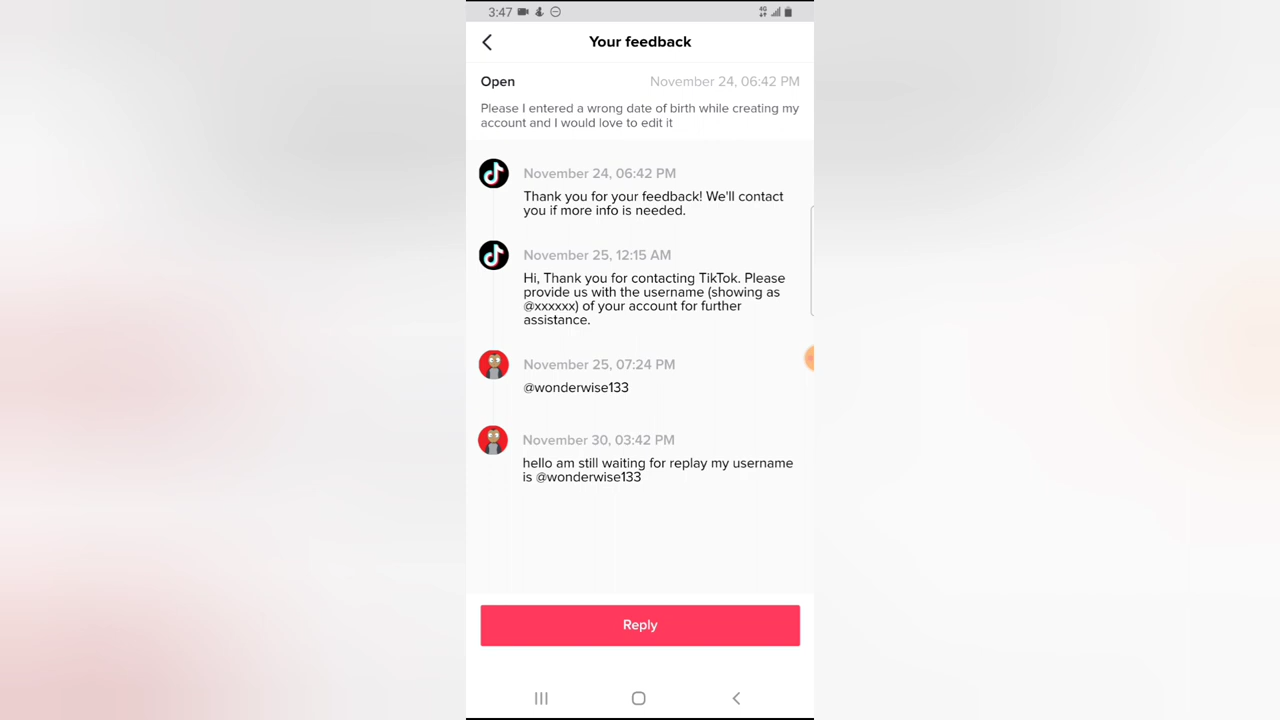 3:47
4G
Your feedback
Open
November 24, 06:42 PM
Please I entered a wrong date of birth while creating my
account and I would love to edit it
November 24, 06:42 PM
Thank you for your feedback! We'll contact
you if more info is needed.
November 25, 12:15 AM
Hi, Thank you for contacting TikTok. Please
provide us with the username (showing as
@xxxxxx) of your account for further
assistance.
November 25, 07:24 PM
@wonderwise133
November 30, 03:42 PM
hello am still waiting for replay my username
is @wonderwise133
Reply